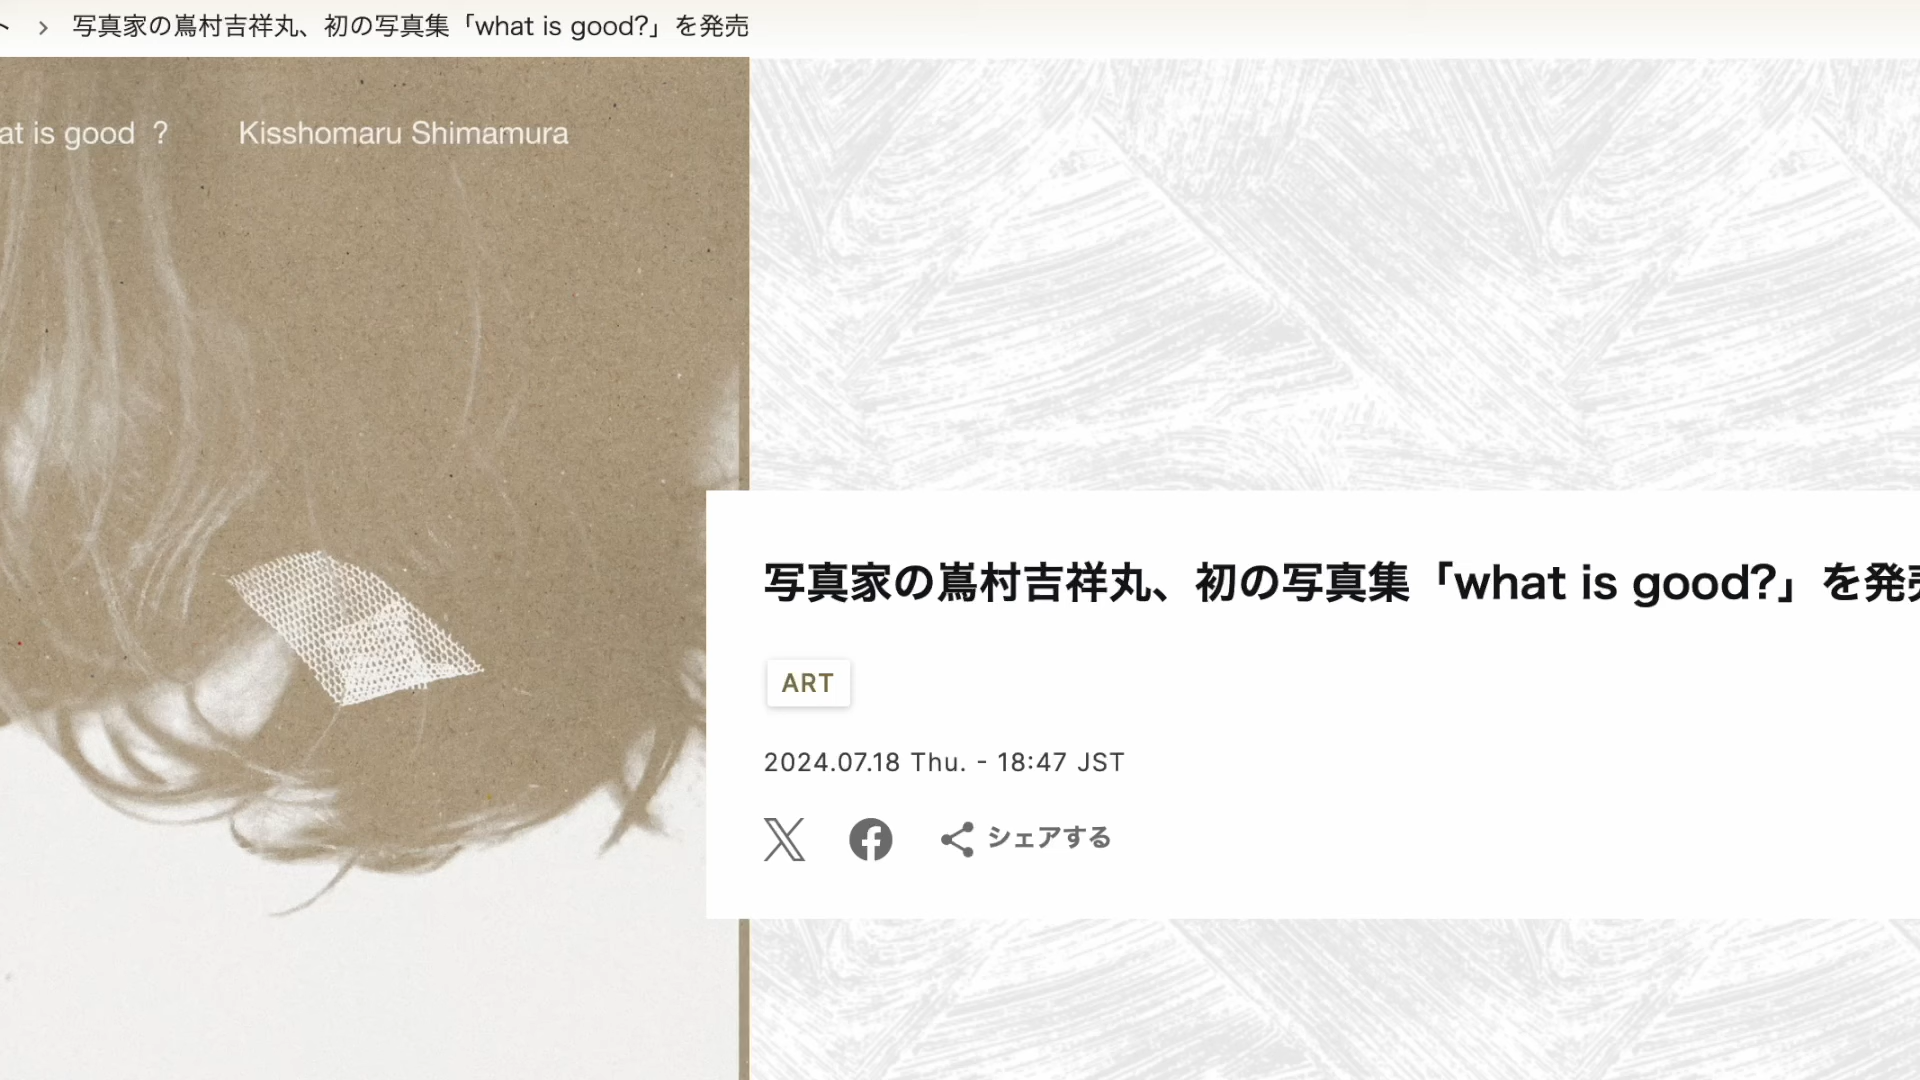 ト > 写真家の嶌村吉祥丸、初の写真集「what is good?」を発売
at is good ? Kisshomaru Shimamura
写真家の嶌村吉祥丸、初の写真集「what is good?」を発売
ART
2024.07.18 Thu. - 18:47 JST
シェアする